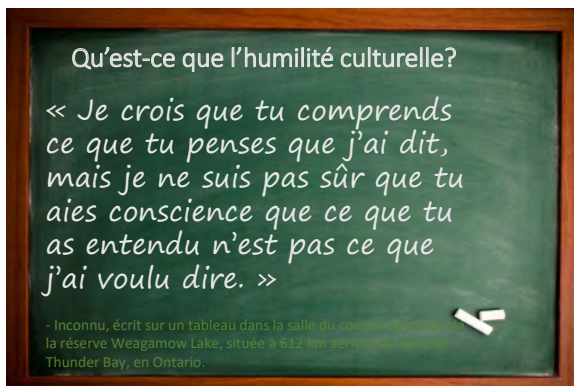 Qu'est-ce que l'humilité culturelle?
« Je crois que tu comprends
ce que tu penses que j'ai dit,
mais je ne suis pas sûr que tu
aies conscience que ce que tu
as entendu n'est pas ce que
j'ai voulu dire. »
- Inconnu, écrit sur un tableau dans la salle du
la réserve Weagamow Lake, située à 612 km
Thunder Bay, en Ontario.